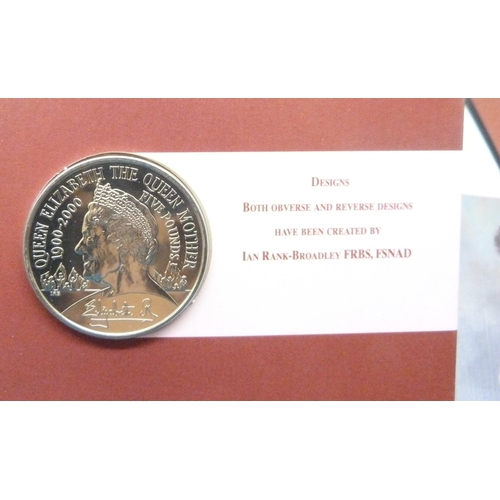 QUEEN ELIZABETH THE QUEEN MOTHER
1900-2000
FIVE POUNDS
Elizabeth R
DESIGNS
BOTH OBVERSE AND REVERSE DESIGNS
HAVE BEEN CREATED BY
IAN RANK-BROADLEY FRBS, FSNAD